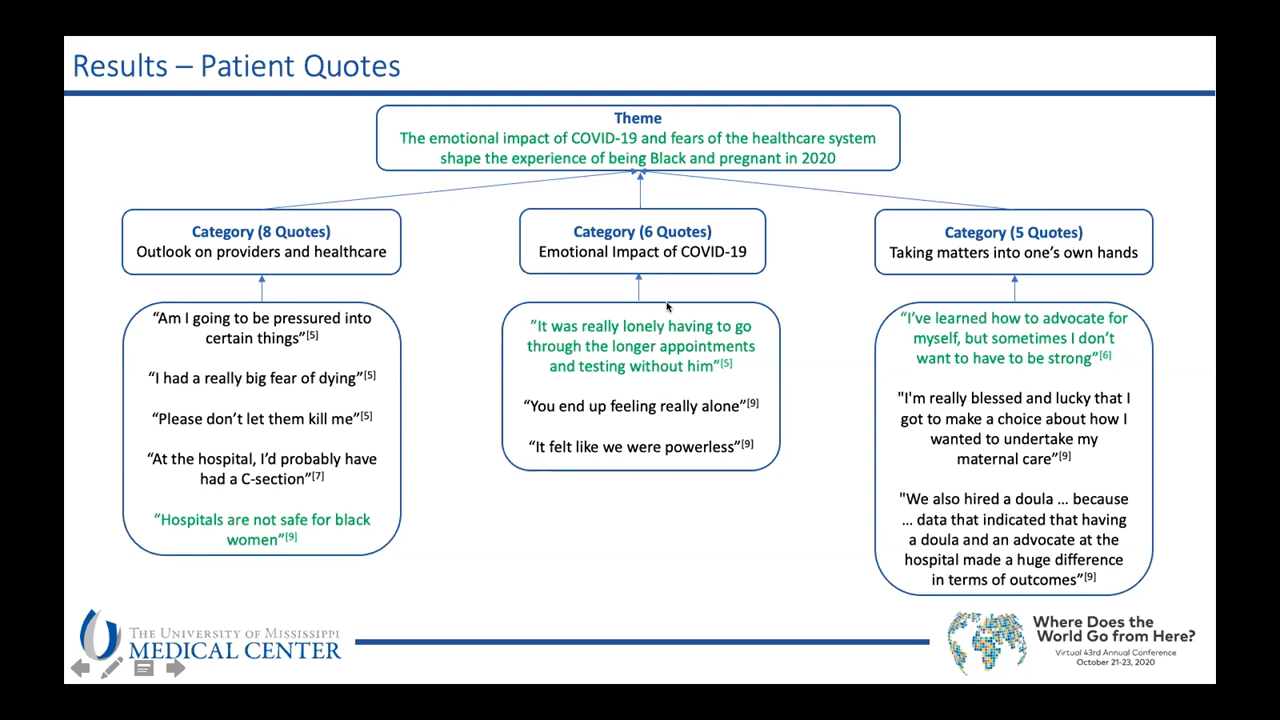 Results – Patient Quotes
Theme
The emotional impact of COVID-19 and fears of the healthcare system
shape the experience of being Black and pregnant in 2020
Category (8 Quotes)
Outlook on providers and healthcare
“Am I going to be pressured into
certain things”[5]
“I had a really big fear of dying”[5]
“Please don’t let them kill me”[5]
“At the hospital, I’d probably have
had a C-section”[7]
“Hospitals are not safe for black
women”[9]
Category (6 Quotes)
Emotional Impact of COVID-19
”It was really lonely having to go
through the longer appointments
and testing without him”[5]
“You end up feeling really alone”[9]
“It felt like we were powerless”[9]
Category (5 Quotes)
Taking matters into one’s own hands
“I’ve learned how to advocate for
myself, but sometimes I don’t
want to have to be strong”[6]
"I'm really blessed and lucky that I
got to make a choice about how I
wanted to undertake my
maternal care”[9]
"We also hired a doula … because
… data that indicated that having
a doula and an advocate at the
hospital made a huge difference
in terms of outcomes”[9]
THE UNIVERSITY OF MISSISSIPPI
MEDICAL CENTER
Where Does the
World Go from Here?
Virtual 43rd Annual Conference
October 21-23, 2020